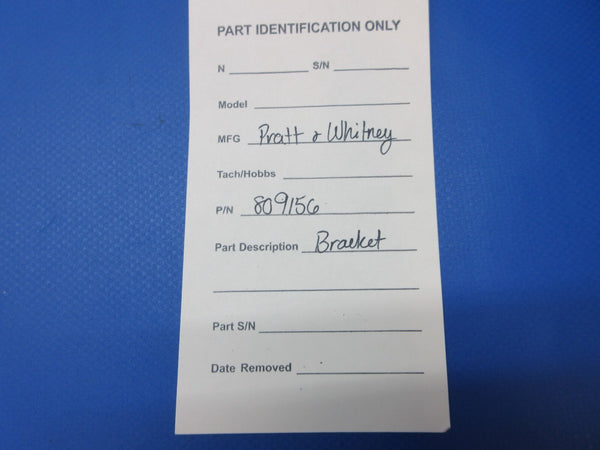 PART IDENTIFICATION ONLY
N S/N
Model
MFG Pratt & Whitney
Tach/Hobbs
P/N 809156
Part Description Bracket
Part S/N
Date Removed